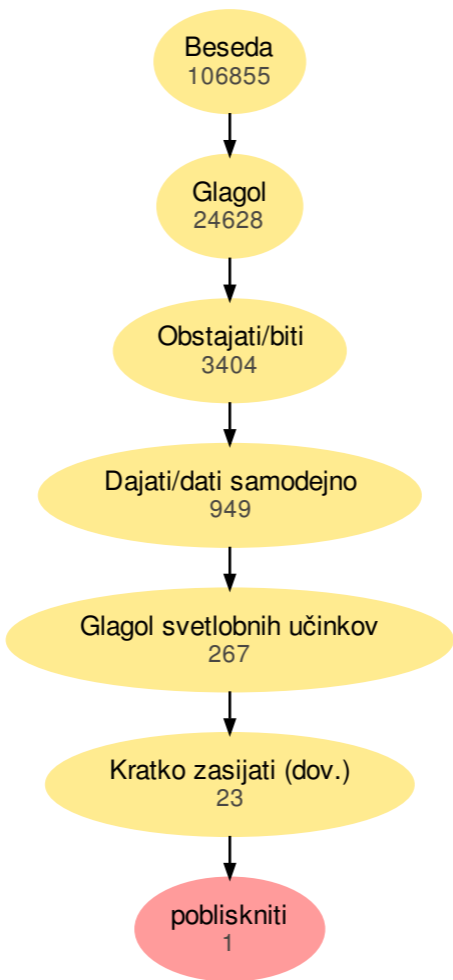 Beseda
106855
Glagol
24628
Obstajati/biti
3404
Dajati/dati samodejno
949
Glagol svetlobnih učinkov
267
Kratko zasijati (dov.)
23
pobliskniti
1